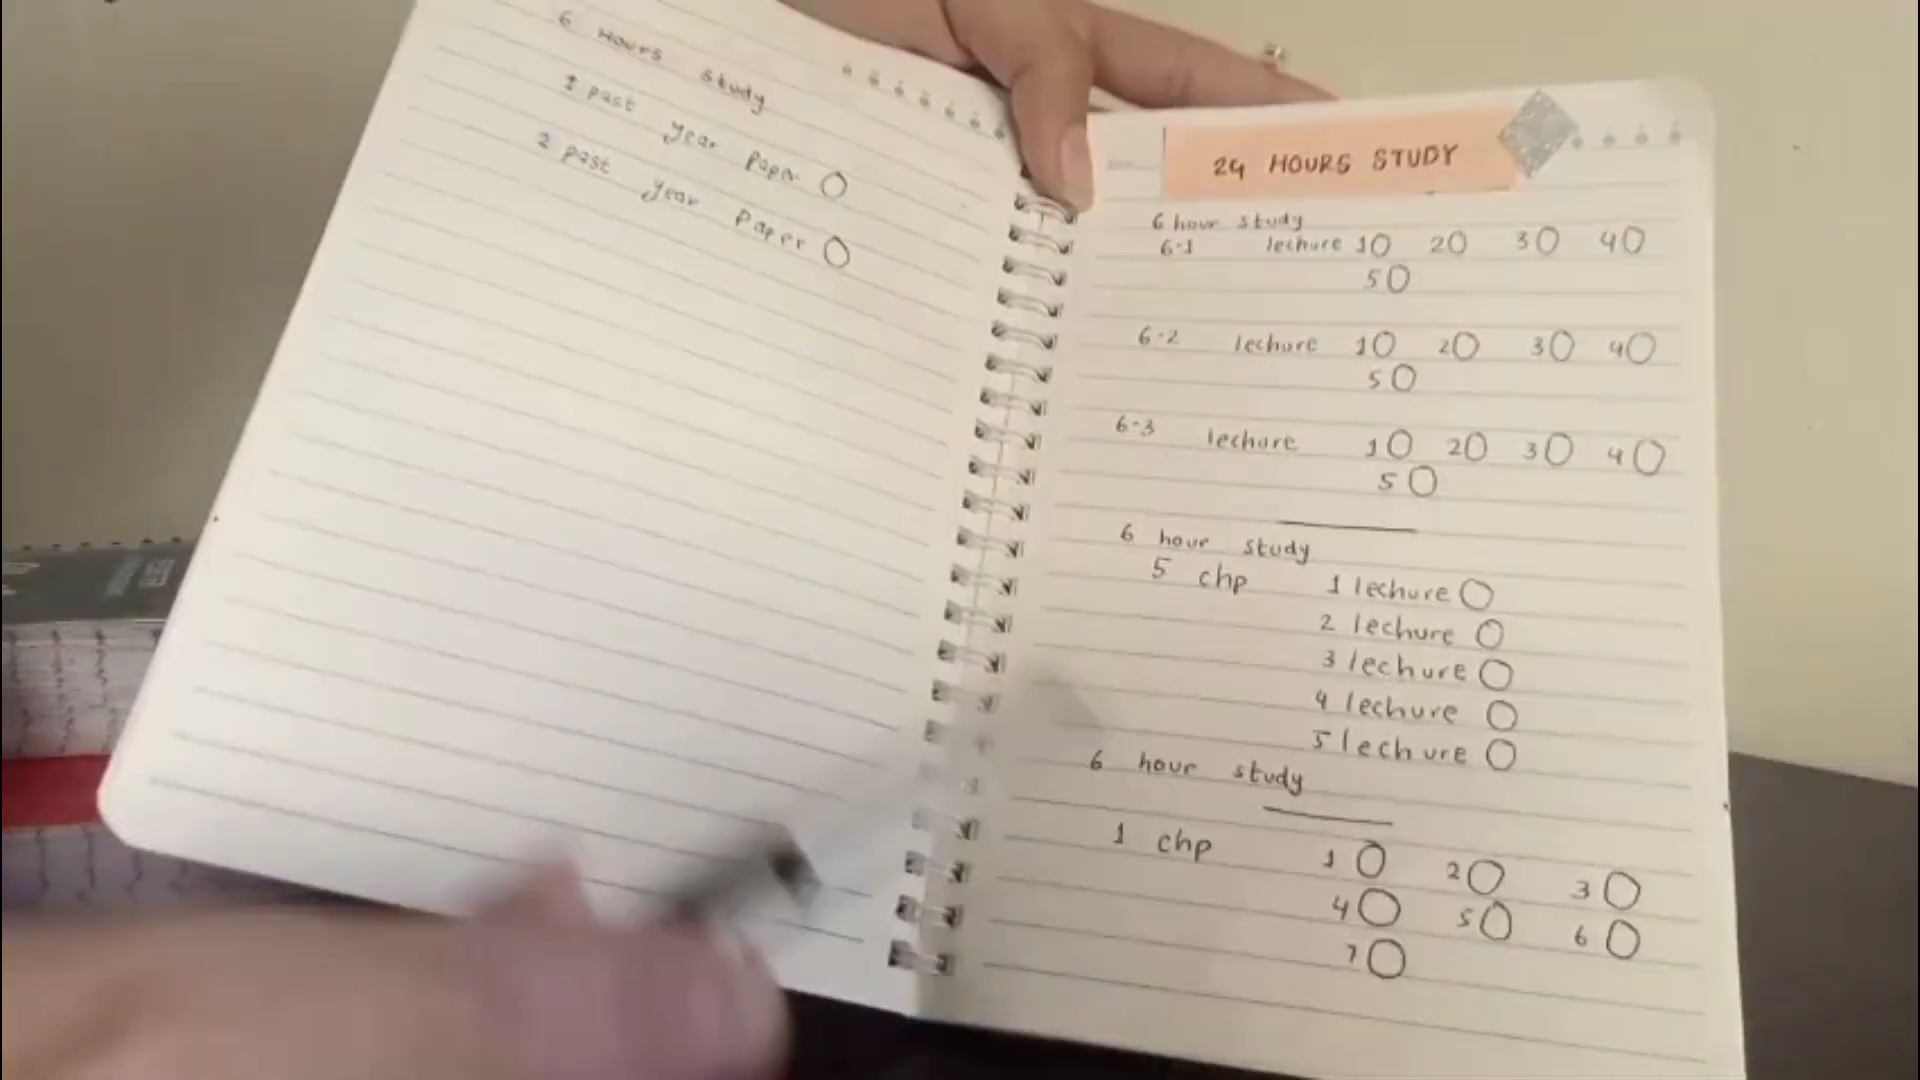 6 Hours study
1 past year paper
2 past year paper
24 HOURS STUDY
6 hour study
6-1 lechure 1 2 3 4
5
6-2 lechure 1 2 3 4
5
6-3 lechure 1 2 3 4
5
6 hour study
5 chp 1 lechure
2 lechure
3 lechure
4 lechure
5 lechure
6 hour study
1 chp 1 2 3
4 5 6
7